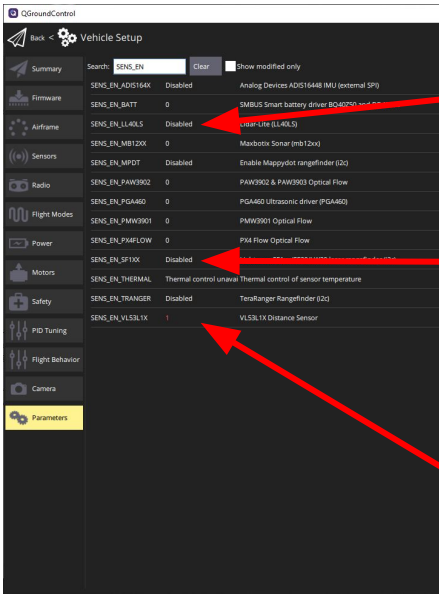 QGroundControl
Back < Vehicle Setup
Search: SENS_EN Clear Show modified only
Summary
Firmware
Airframe
Sensors
Radio
Flight Modes
Power
Motors
Safety
PID Tuning
Flight Behavior
Camera
Parameters
SENS_EN_ADIS164X Disabled Analog Devices ADIS16448 IMU (external SPI)
SENS_EN_BATT 0 SMBUS Smart battery driver BQ40Z50 and
SENS_EN_LL40LS Disabled Lidar-Lite (LL40LS)
SENS_EN_MB12XX 0 Maxbotix Sonar (mb12xx)
SENS_EN_MPDT Disabled Enable Mappydot rangefinder (i2c)
SENS_EN_PAW3902 0 PAW3902 & PAW3903 Optical Flow
SENS_EN_PGA460 0 PGA460 Ultrasonic driver (PGA460)
SENS_EN_PMW3901 0 PMW3901 Optical Flow
SENS_EN_PX4FLOW 0 PX4 Flow Optical Flow
SENS_EN_SF1XX Disabled
SENS_EN_THERMAL Thermal control unavai Thermal control of sensor temperature
SENS_EN_TRANGER Disabled TeraRanger Rangefinder (i2c)
SENS_EN_VL53L1X 1 VL53L1X Distance Sensor